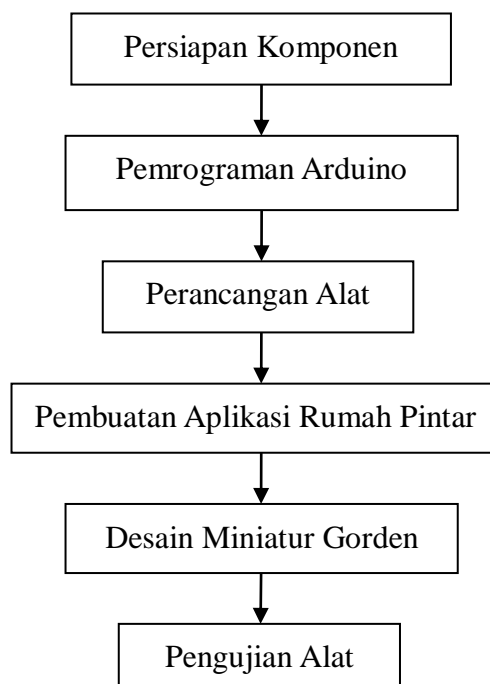 Persiapan Komponen
Pemrograman Arduino
Perancangan Alat
Pembuatan Aplikasi Rumah Pintar
Desain Miniatur Gorden
Pengujian Alat